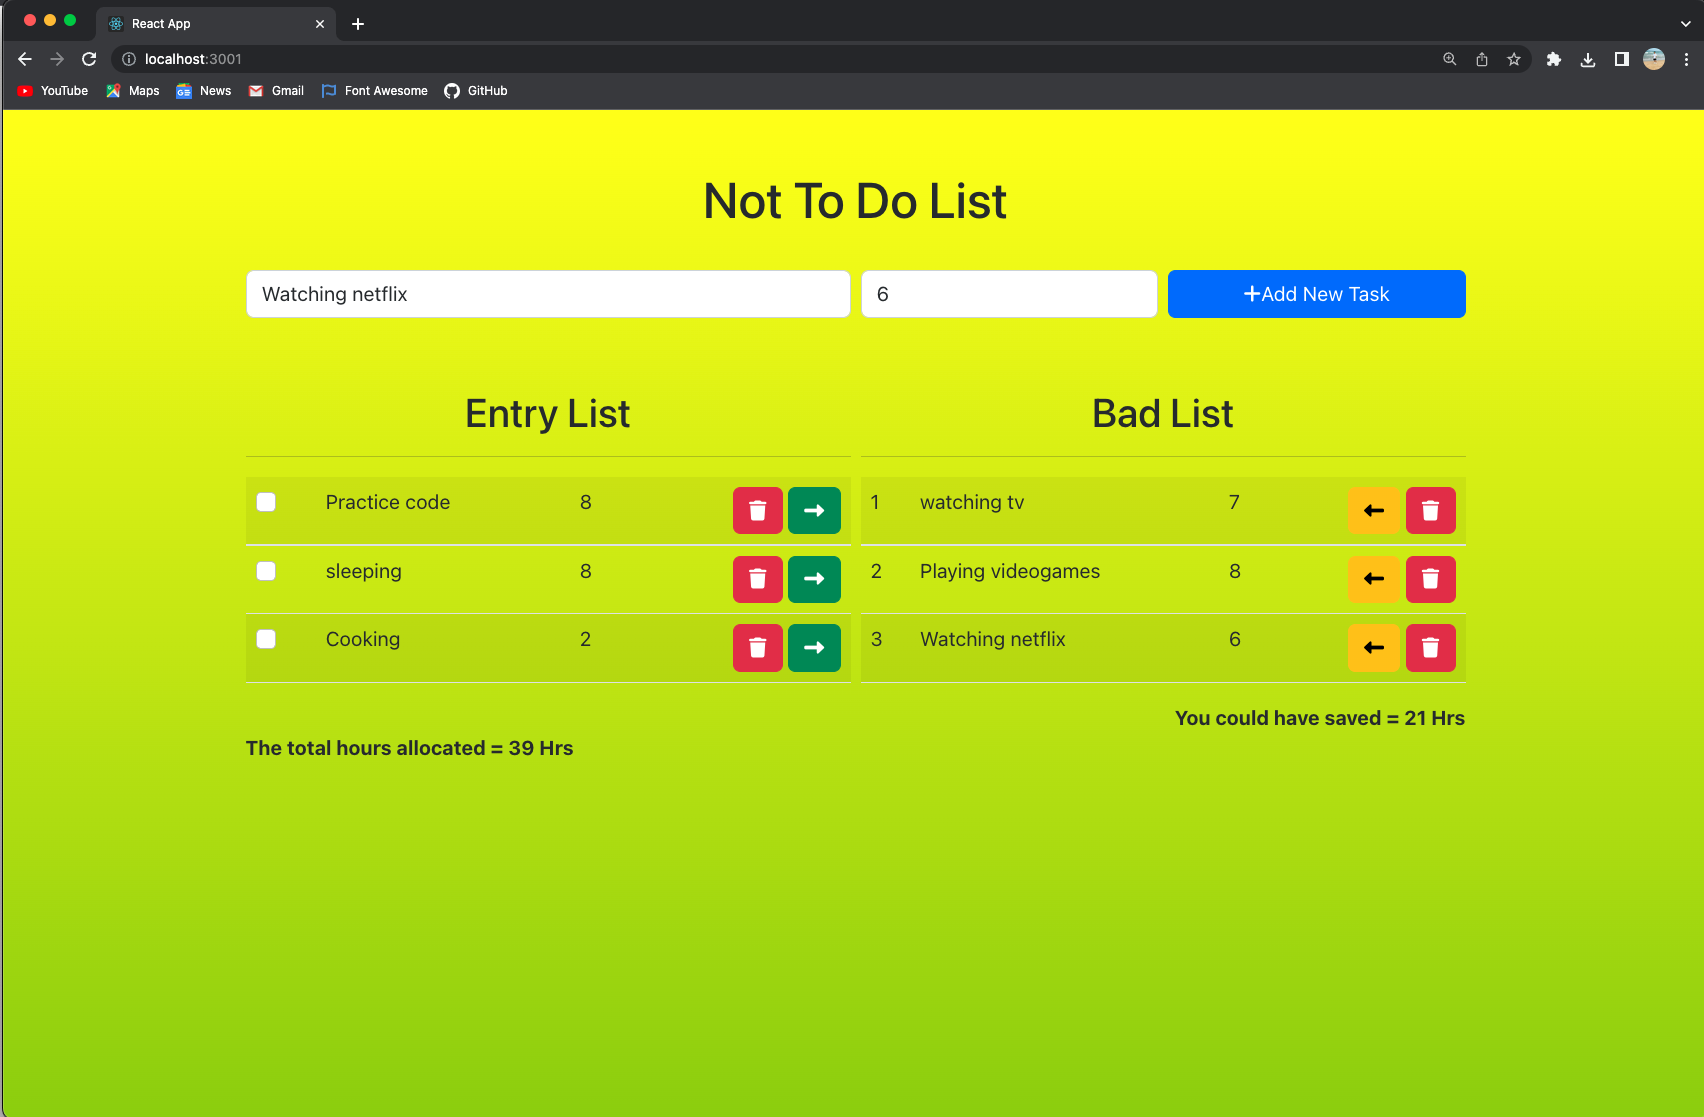 React App
localhost:3001
YouTube Maps News Gmail Font Awesome GitHub
Not To Do List
Watching netflix 6 +Add New Task
Entry List
Practice code 8
sleeping 8
Cooking 2
The total hours allocated = 39 Hrs
Bad List
1 watching tv 7
2 Playing videogames 8
3 Watching netflix 6
You could have saved = 21 Hrs